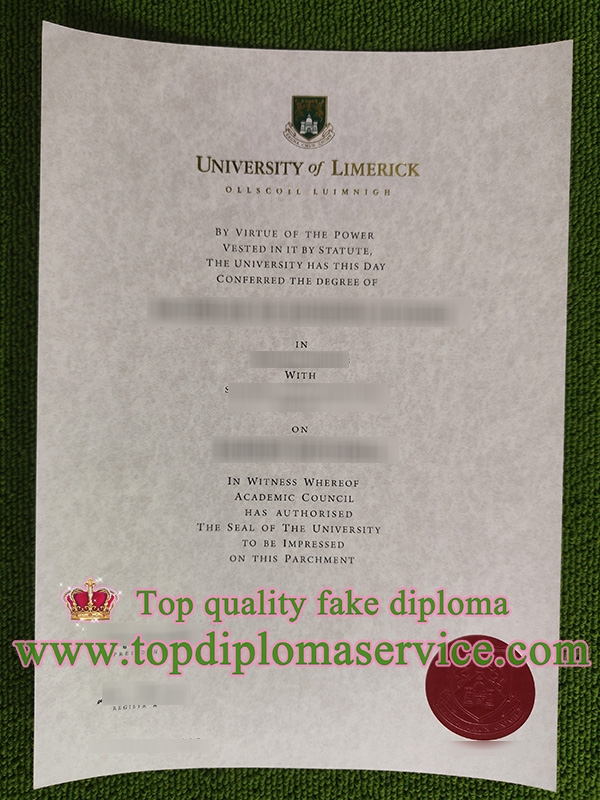 UNIVERSITY of LIMERICK
OLLSCOIL LUIMNIGH
BY VIRTUE OF THE POWER
VESTED IN IT BY STATUTE,
THE UNIVERSITY HAS THIS DAY
CONFERRED THE DEGREE OF
IN
WITH
S
ON
IN WITNESS WHEREOF
ACADEMIC COUNCIL
HAS AUTHORISED
THE SEAL OF THE UNIVERSITY
TO BE IMPRESSED
ON THIS PARCHMENT
Top quality fake diploma
www.topdiplomaservice.com